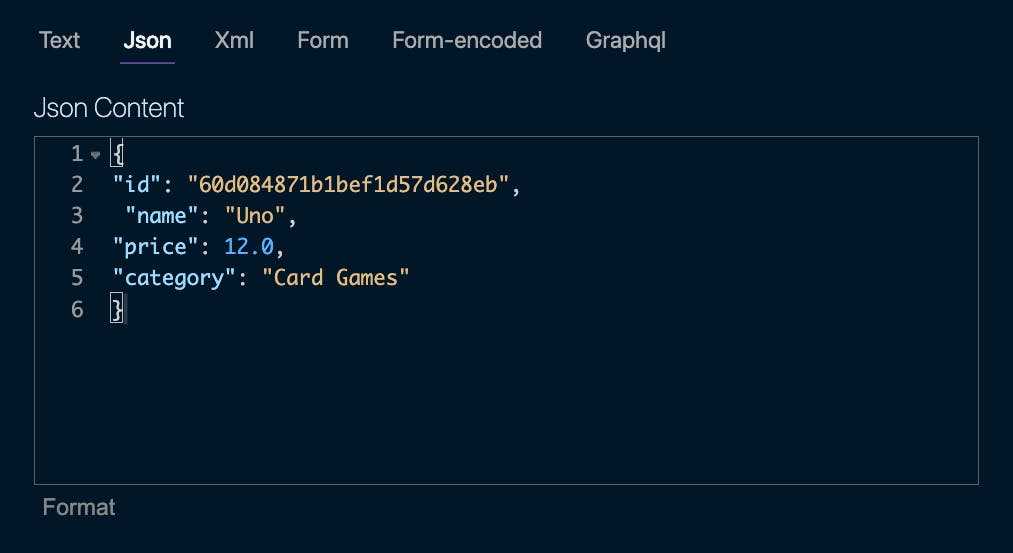 Text Json Xml Form Form-encoded Graphql
Json Content
1 {
2 "id": "60d084871b1bef1d57d628eb",
3  "name": "Uno",
4 "price": 12.0,
5 "category": "Card Games"
6 }
Format